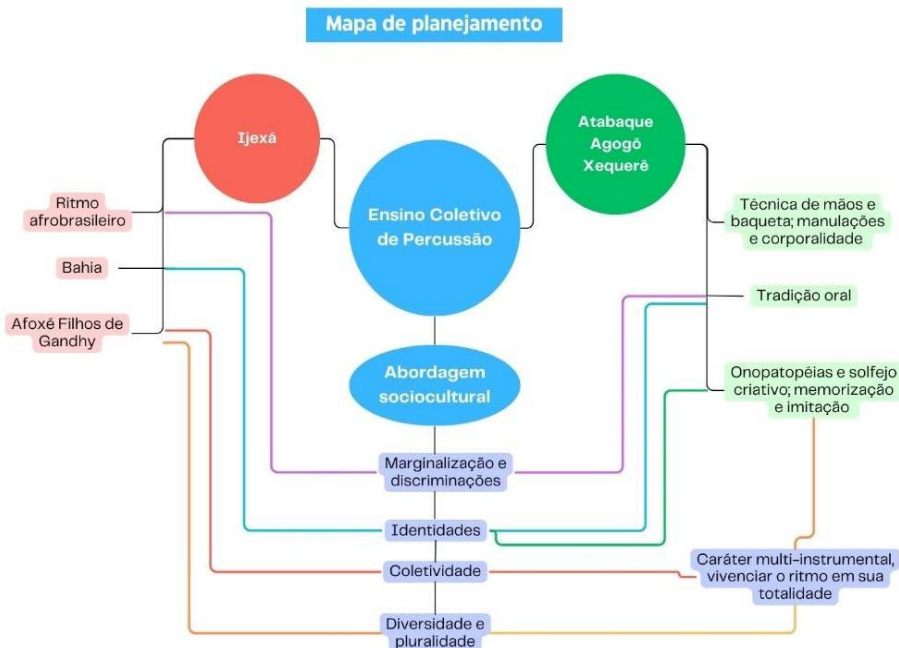 Mapa de planejamento
Ijexá
Atabaque
Agogô
Xequerê
Ensino Coletivo
de Percussão
Ritmo
afrobrasileiro
Bahia
Afoxé Filhos de
Gandhy
Técnica de mãos e
baqueta; manulações
e corporalidade
Tradição oral
Onopatopéias e solfejo
criativo; memorização
e imitação
Abordagem
sociocultural
Marginalização e
discriminações
Identidades
Coletividade
Diversidade e
pluralidade
Caráter multi-instrumental,
vivenciar o ritmo em sua
totalidade